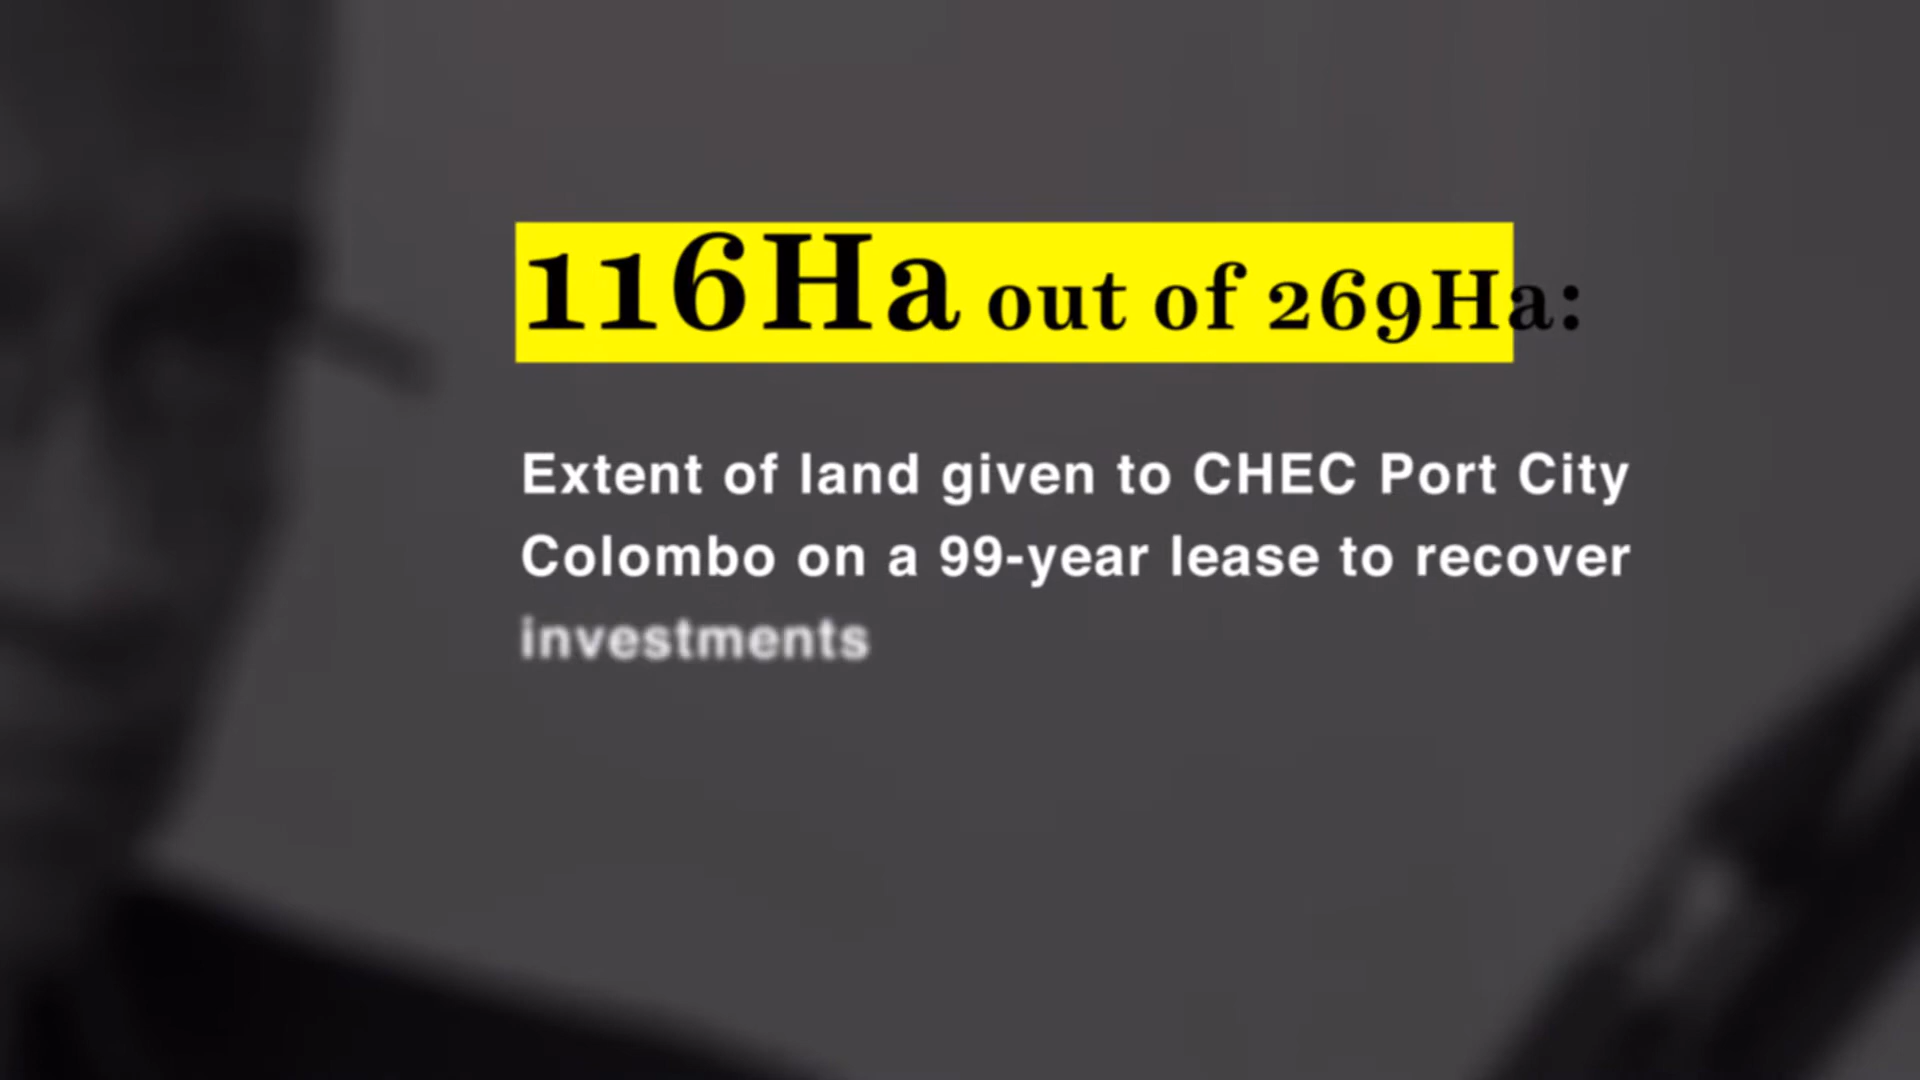 116Ha out of 269Ha:
Extent of land given to CHEC Port City
Colombo on a 99-year lease to recover
investments